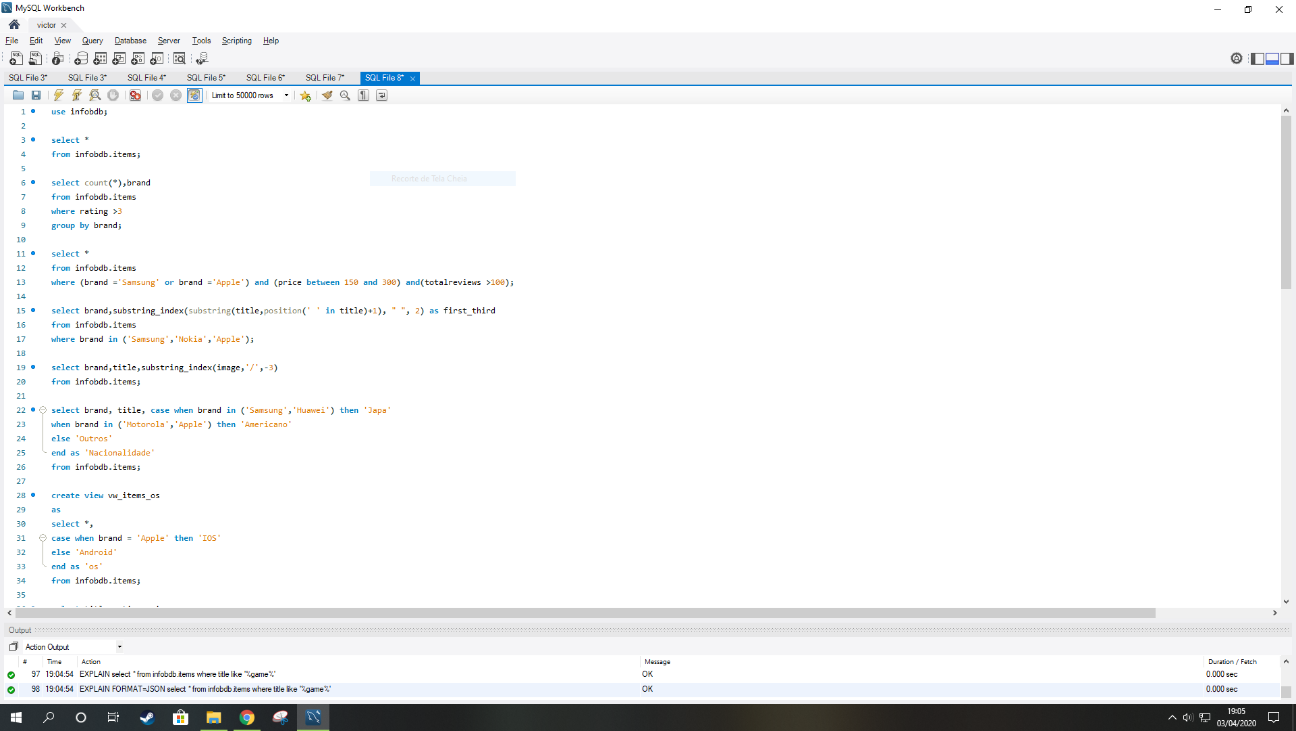 MySQL Workbench
victor
File Edit View Query Database Server Tools Scripting Help
SQL File 3* SQL File 3* SQL File 4* SQL File 5* SQL File 6* SQL File 7* SQL File 8*
Limit to 50000 rows
1 use infobdb;
2
3 select *
4 from infobdb.items;
5
6 select count(*),brand
7 from infobdb.items
8 where rating >3
9 group by brand;
10
11 select *
12 from infobdb.items
13 where (brand ='Samsung' or brand ='Apple') and (price between 150 and 300) and(totalreviews >100);
14
15 select brand,substring_index(substring(title,position(' ' in title)+1), " ", 2) as first_third
16 from infobdb.items
17 where brand in ('Samsung','Nokia','Apple');
18
19 select brand,title,substring_index(image,'/',-3)
20 from infobdb.items;
21
22 select brand, title, case when brand in ('Samsung','Huawei') then 'Japa'
23 when brand in ('Motorola','Apple') then 'Americano'
24 else 'Outros'
25 end as 'Nacionalidade'
26 from infobdb.items;
27
28 create view vw_items_os
29 as
30 select *,
31 case when brand = 'Apple' then 'IOS'
32 else 'Android'
33 end as 'os'
34 from infobdb.items;
35
Recorte de Tela Cheia
Output
Action Output
# Time Action Message Duration / Fetch
97 19:04:54 EXPLAIN select * from infobdb.items where title like '%game%' OK 0.000 sec
98 19:04:54 EXPLAIN FORMAT=JSON select * from infobdb.items where title like '%game%' OK 0.000 sec
19:05
03/04/2020